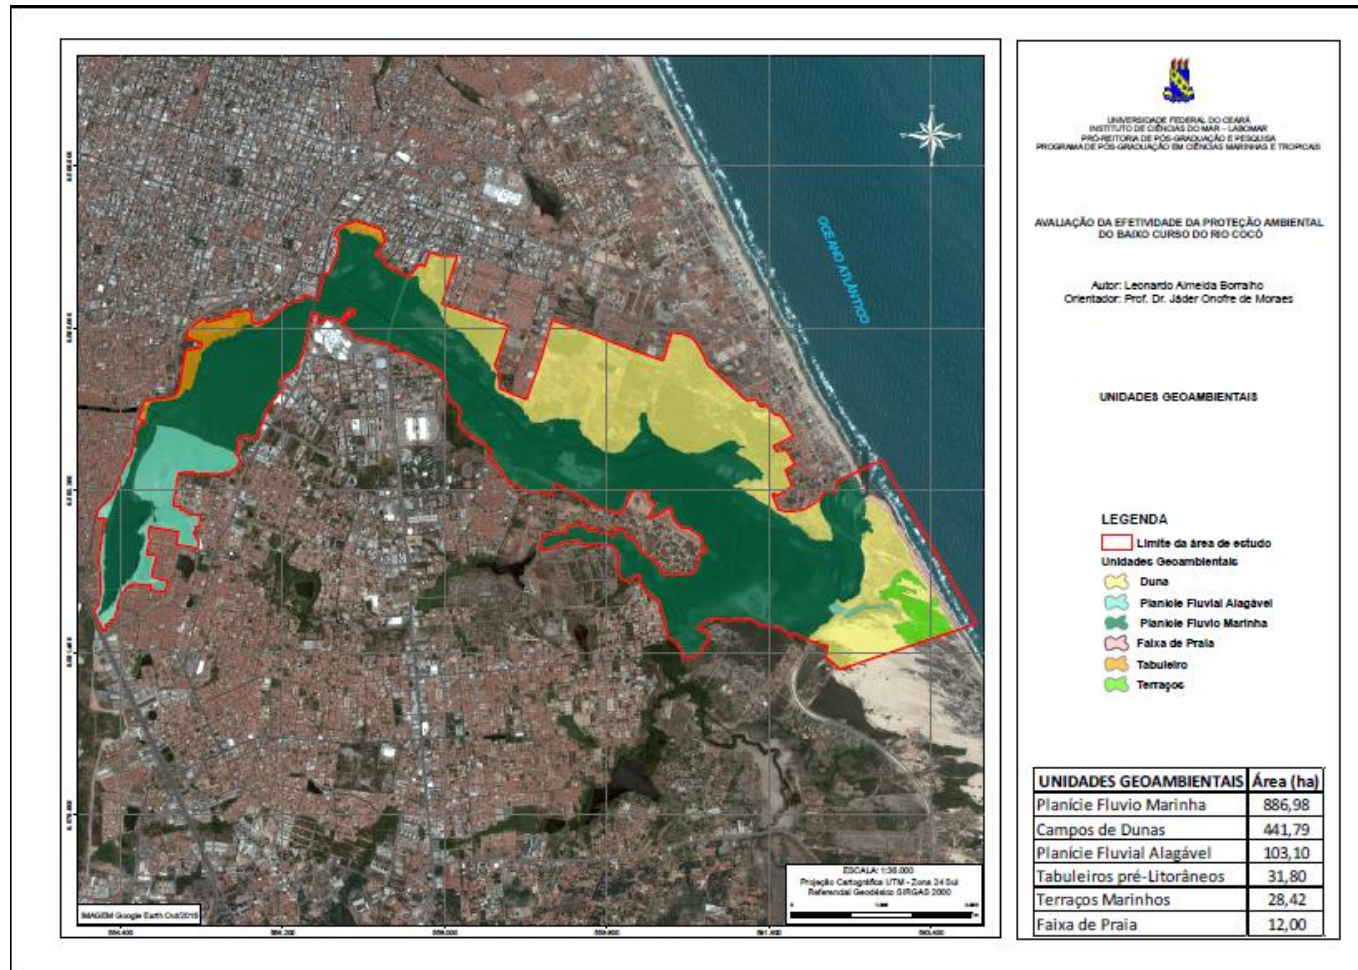 OCEANO ATLÂNTICO
IMAGEM Google Earth Out/2016
ESCALA: 1:36.000
Projeção Cartográfica UTM - Zona 24 Sul
Referencial Geodésico SIRGAS 2000
UNIVERSIDADE FEDERAL DO CEARÁ
INSTITUTO DE CIÊNCIAS DO MAR – LABOMAR
PRÓ-REITORIA DE PÓS-GRADUAÇÃO E PESQUISA
PROGRAMA DE PÓS-GRADUAÇÃO EM CIÊNCIAS MARINHAS E TROPICAIS
AVALIAÇÃO DA EFETIVIDADE DA PROTEÇÃO AMBIENTAL
DO BAIXO CURSO DO RIO COCÓ
Autor: Leonardo Almeida Borralho
Orientador: Prof. Dr. Jáder Onofre de Moraes
UNIDADES GEOAMBIENTAIS
LEGENDA
Limite da área de estudo
Unidades Geoambientais
Duna
Planície Fluvial Alagável
Planície Fluvio Marinha
Faixa de Praia
Tabuleiro
Terraços
UNIDADES GEOAMBIENTAIS Área (ha)
Planície Fluvio Marinha 886,98
Campos de Dunas 441,79
Planície Fluvial Alagável 103,10
Tabuleiros pré-Litorâneos 31,80
Terraços Marinhos 28,42
Faixa de Praia 12,00